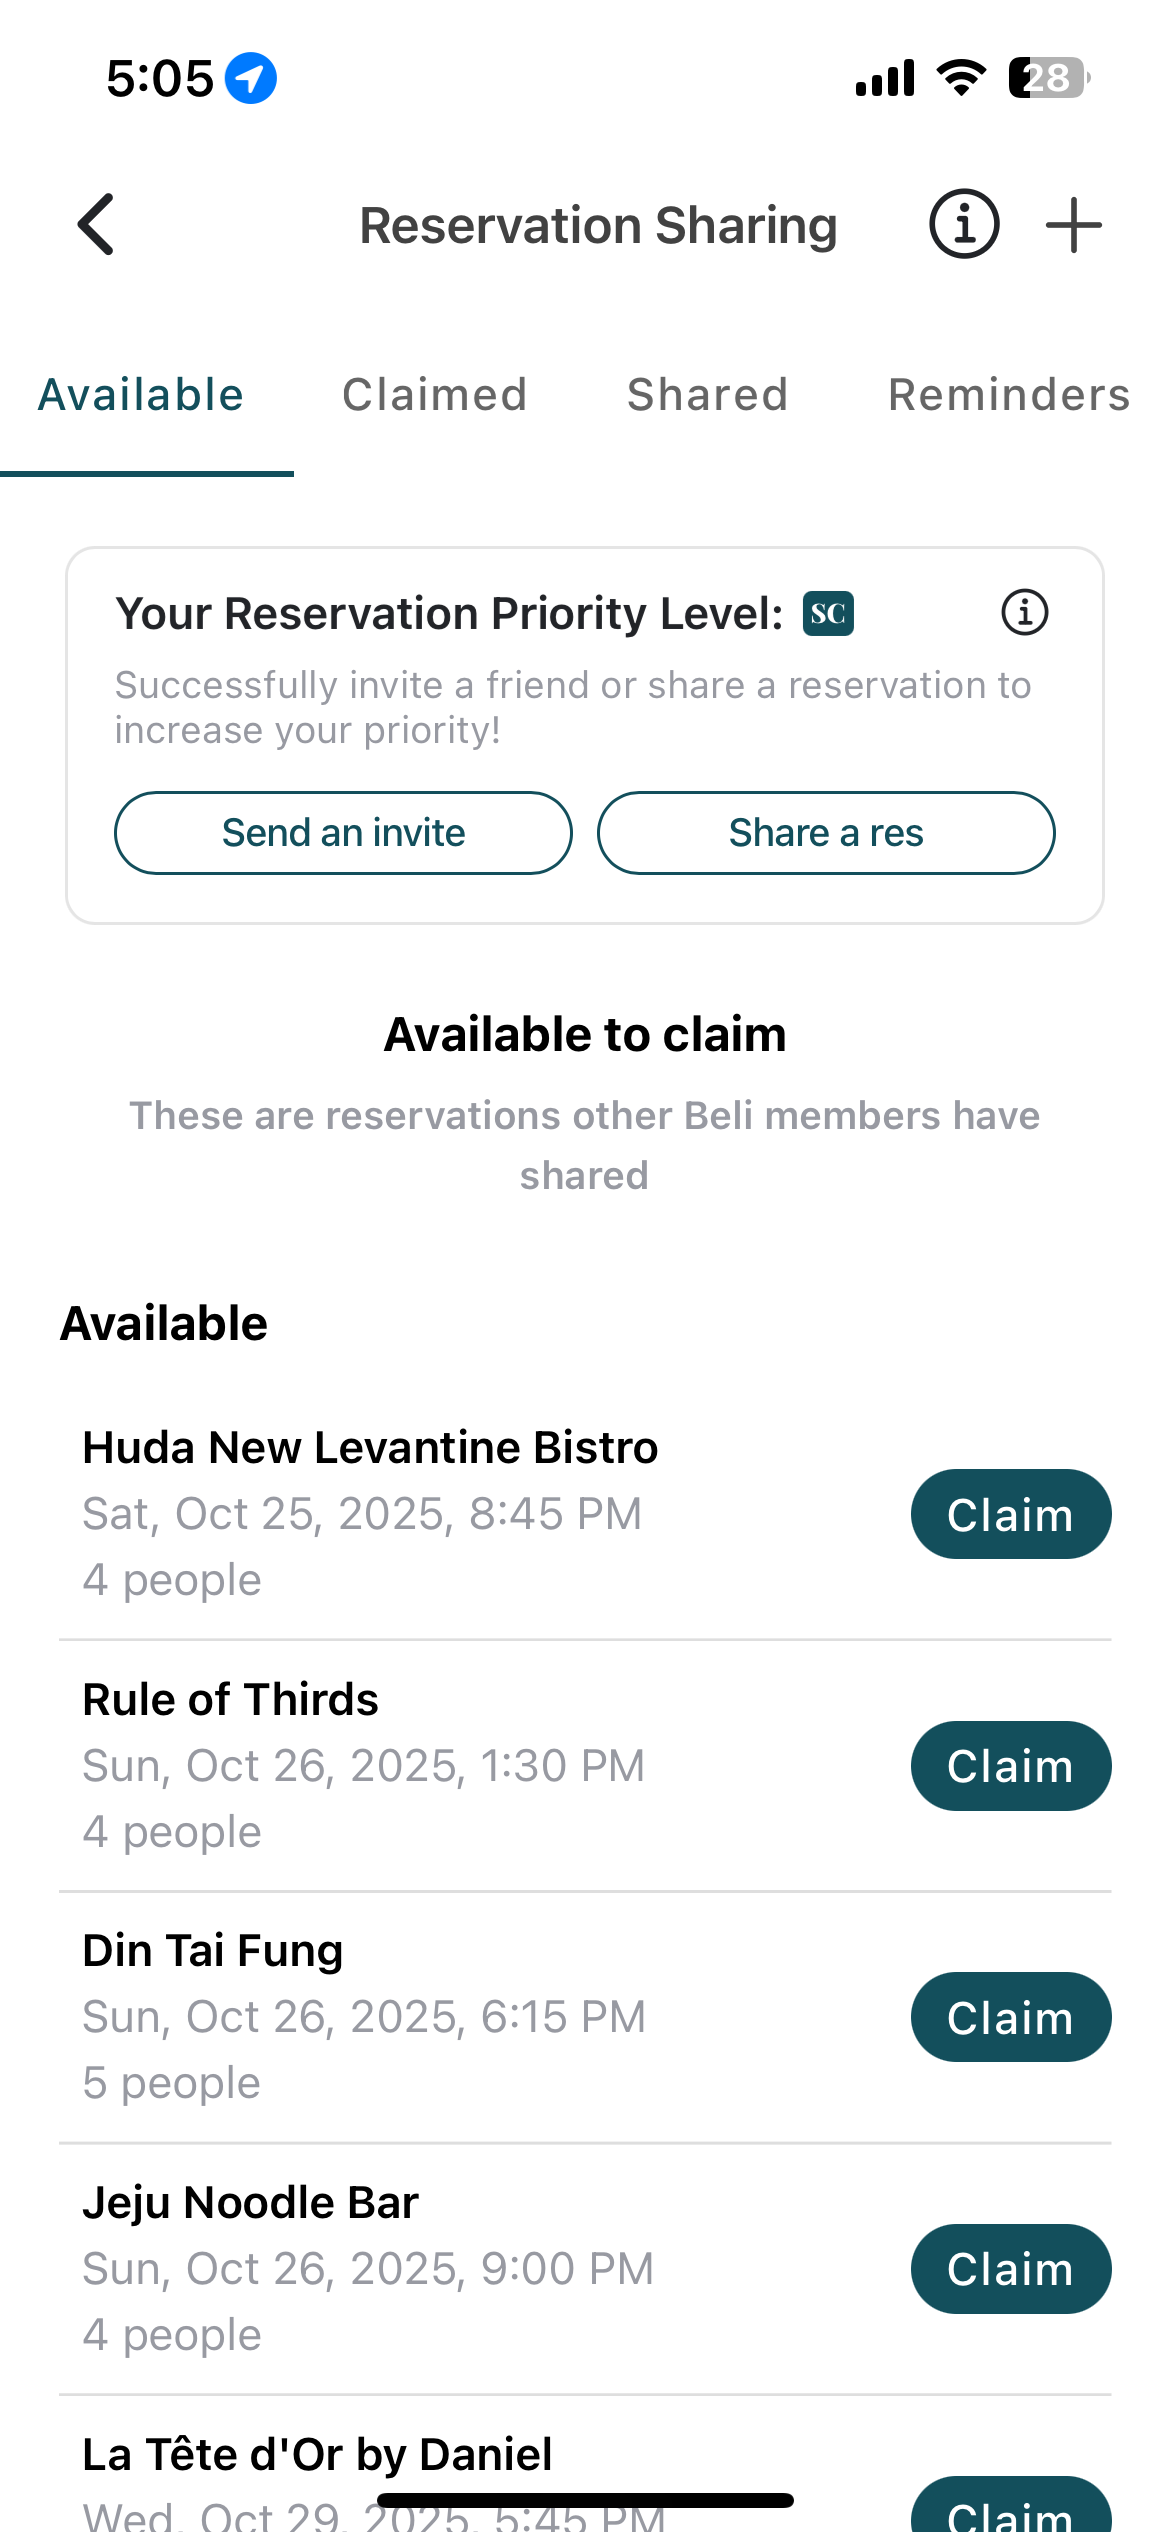 5:05
28
Reservation Sharing
Available Claimed Shared Reminders
Your Reservation Priority Level: SC
Successfully invite a friend or share a reservation to
increase your priority!
Send an invite Share a res
Available to claim
These are reservations other Beli members have
shared
Available
Huda New Levantine Bistro
Sat, Oct 25, 2025, 8:45 PM
4 people
Claim
Rule of Thirds
Sun, Oct 26, 2025, 1:30 PM
4 people
Claim
Din Tai Fung
Sun, Oct 26, 2025, 6:15 PM
5 people
Claim
Jeju Noodle Bar
Sun, Oct 26, 2025, 9:00 PM
4 people
Claim
La Tête d'Or by Daniel
Wed, Oct 29, 2025, 5:45 PM
Claim